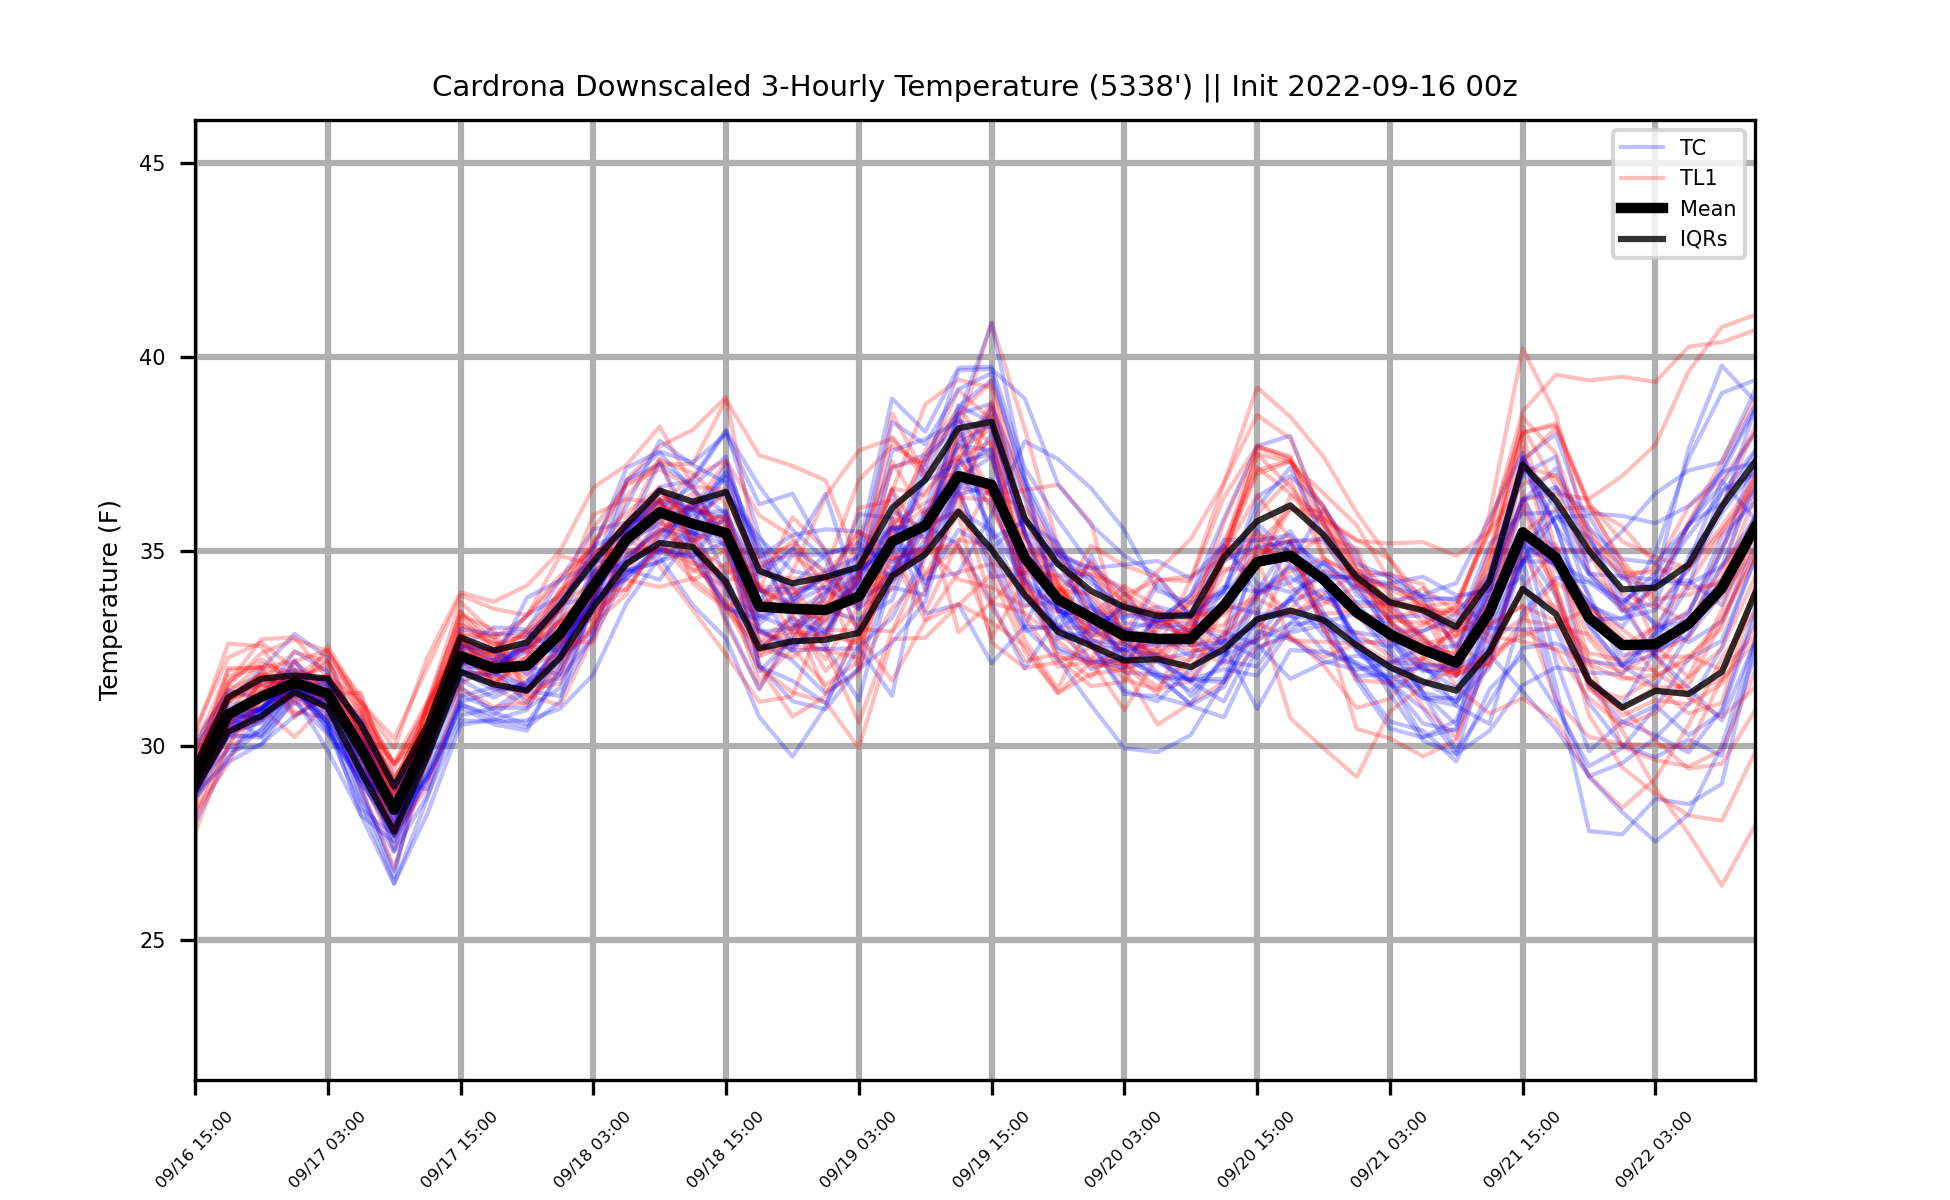 Cardrona Downscaled 3-Hourly Temperature (5338') || Init 2022-09-16 00z
TC
TL1
Mean
IQRs
Temperature (F)
45
40
35
30
25
09/16 15:00
09/17 03:00
09/17 15:00
09/18 03:00
09/18 15:00
09/19 03:00
09/19 15:00
09/20 03:00
09/20 15:00
09/21 03:00
09/21 15:00
09/22 03:00